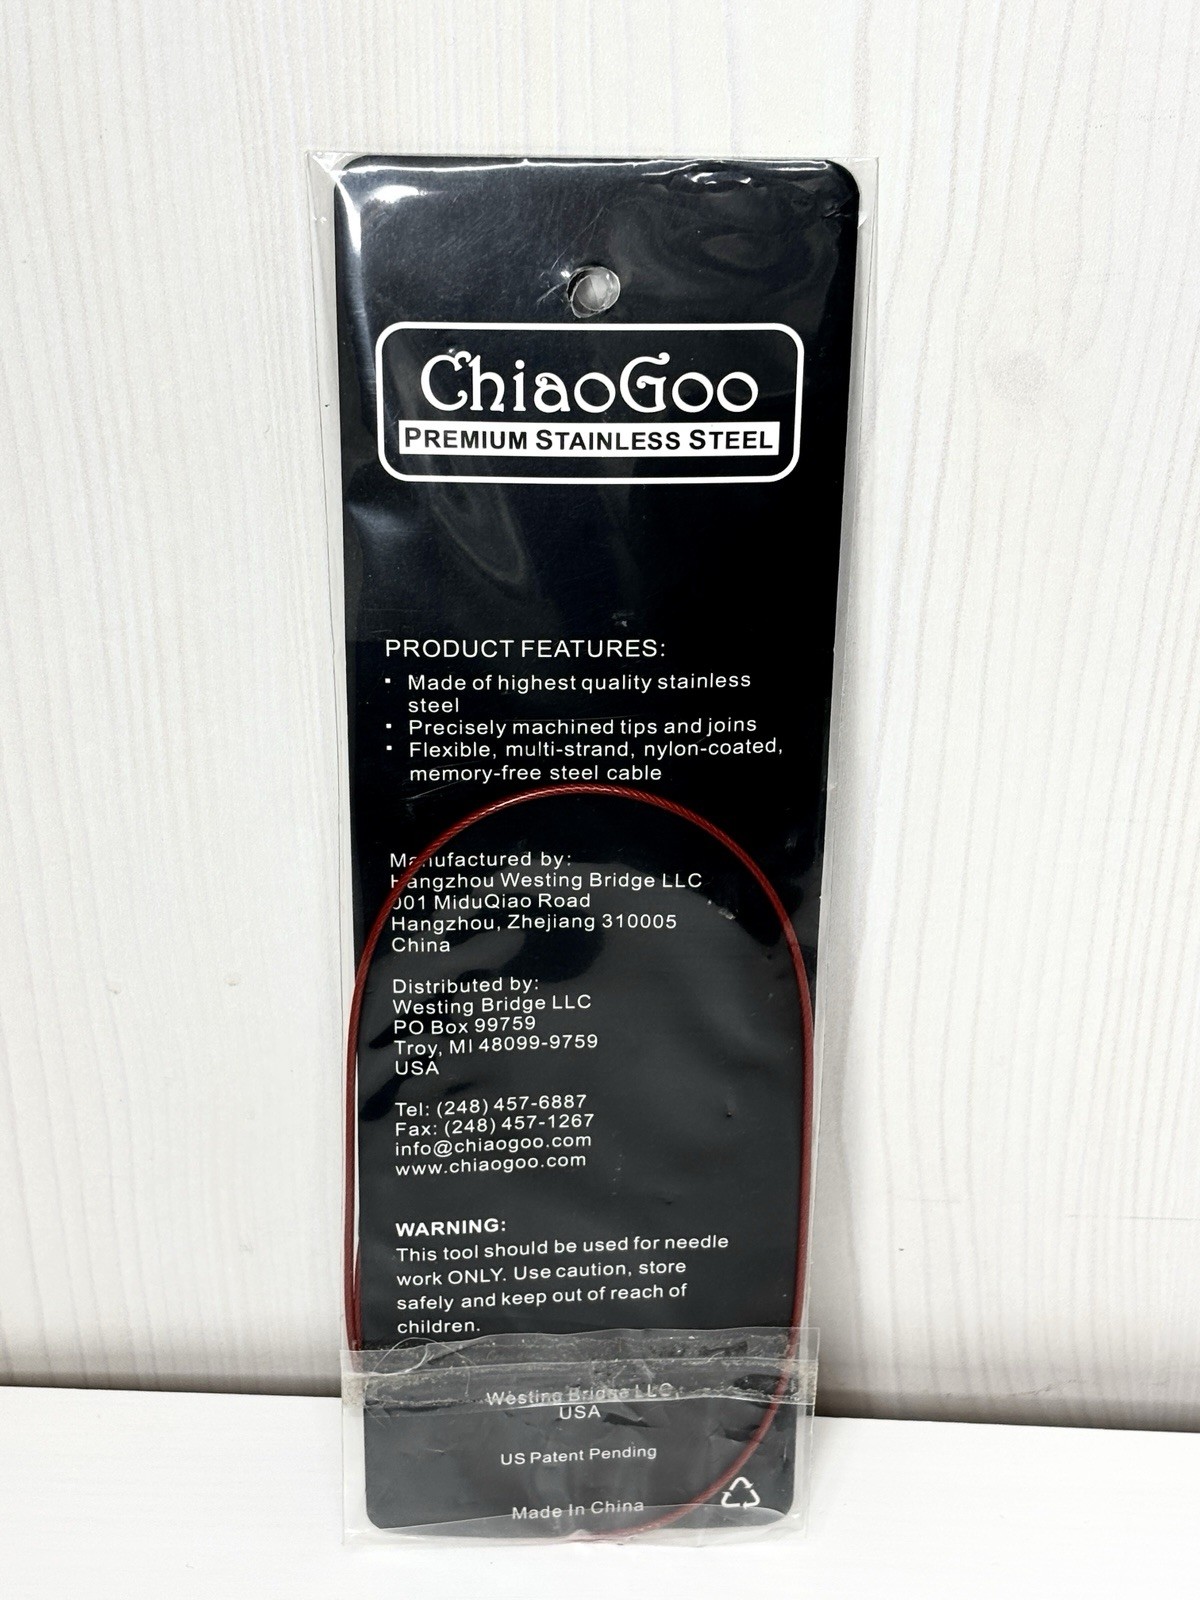 ChiaoGoo
PREMIUM STAINLESS STEEL
PRODUCT FEATURES:
▪ Made of highest quality stainless
steel
▪ Precisely machined tips and joins
▪ Flexible, multi-strand, nylon-coated,
memory-free steel cable
Manufactured by:
Hangzhou Westing Bridge LLC
MiduQiao Road
Hangzhou, Zhejiang 310005
China
Distributed by:
Westing Bridge LLC
PO Box 99759
Troy, MI 48099-9759
USA
Tel: (248) 457-6887
Fax: (248) 457-1267
info@chiaogoo.com
www.chiaogoo.com
WARNING:
This tool should be used for needle
work ONLY. Use caution, store
safely and keep out of reach of
children.
Westing Bridge LLC,
USA
US Patent Pending
Made In China